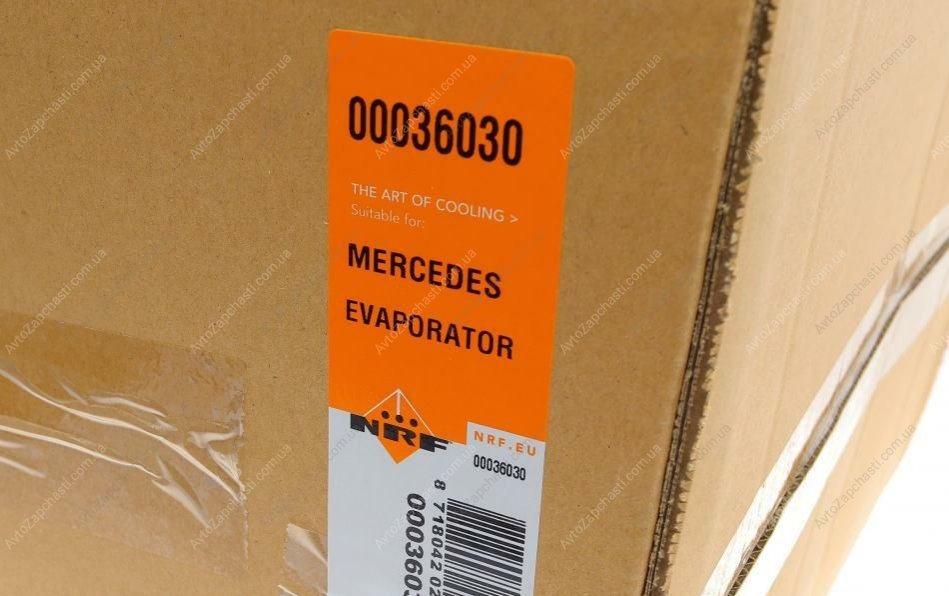 00036030
THE ART OF COOLING >
Suitable for:
MERCEDES
EVAPORATOR
NRF
NRF.EU
00036030
8 718042 02
0003603
AvtoZapchasti.com.ua